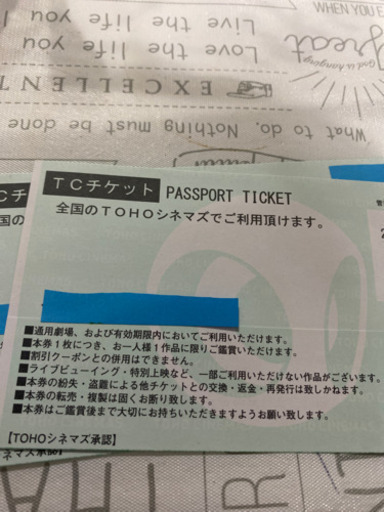 WHEN YOU E
Live the life you
Love the life you
Great
EXCELLENT
What to do. Nothing must be done
TCチケット PASSPORT TICKET
全国のTOHOシネマズでご利用頂けます。
■通用劇場、および有効期限内においてご利用いただけます。
■本券1枚につき、お一人様1作品に限りご鑑賞いただけます。
■割引クーポンとの併用はできません。
■ライブビューイング・特別上映など、一部ご利用いただけない作品がございます。
■本券の紛失・盗難による他チケットとの交換・返金・再発行は致しかねます。
■本券の転売・複製は固くお断り致します。
■本券はご鑑賞後まで大切にお持ちいただきますようお願い致します。
【TOHOシネマズ承認】